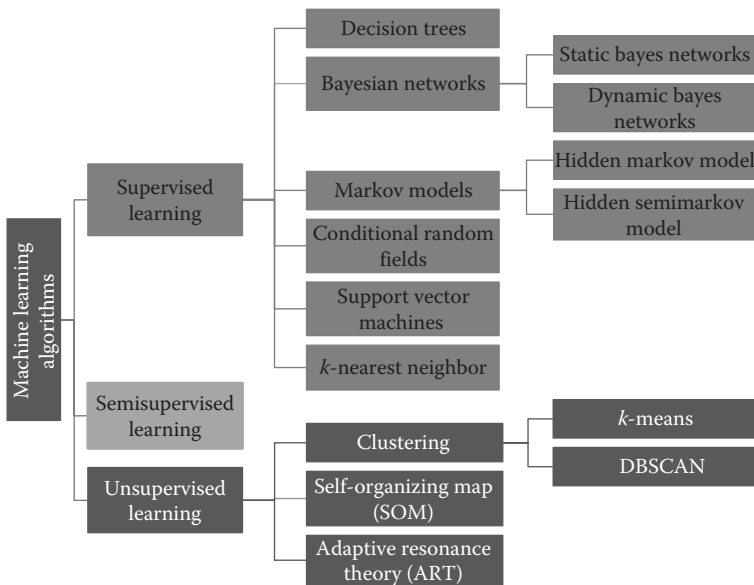 Machine learning
algorithms
Supervised
learning
Decision trees
Bayesian networks
Static bayes networks
Dynamic bayes
networks
Markov models
Hidden markov model
Hidden semimarkov
model
Conditional random
fields
Support vector
machines
k-nearest neighbor
Semisupervised
learning
Unsupervised
learning
Clustering
k-means
DBSCAN
Self-organizing map
(SOM)
Adaptive resonance
theory (ART)